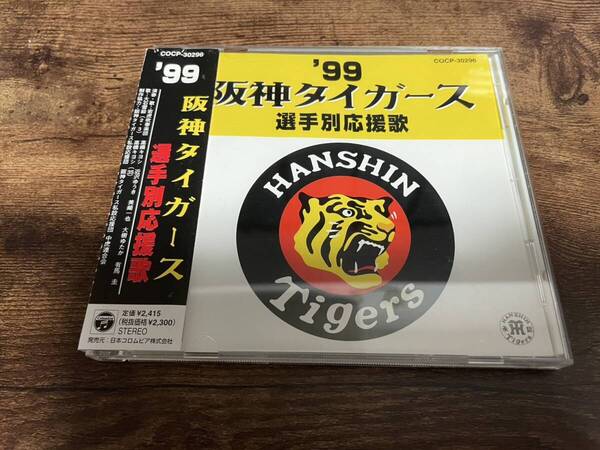 COCP-30296
'99
阪神タイガース
選手別応援歌
定価¥2,415
(税抜価格¥2,300)
STEREO
発売元:日本コロムビア株式会社
'99
COCP-30296
阪神タイガース
選手別応援歌
HANSHIN
Tigers
HANSHIN
Tigers